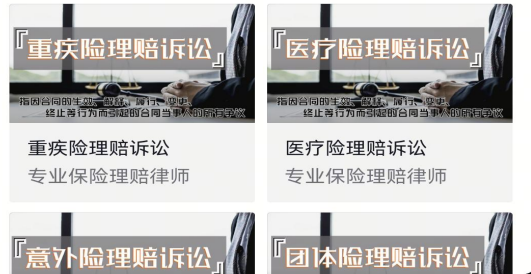 『重疾险理赔诉讼』
『医疗险理赔诉讼』
指因合同的生效、解释、履行、变更、
终止等行为而引起的合同当事人的所有争议
指因合同的生效、解释、履行、变更、
终止等行为而引起的合同当事人的所有争议
重疾险理赔诉讼
医疗险理赔诉讼
专业保险理赔律师
专业保险理赔律师
『意外险理赔诉讼』
『团体险理赔诉讼』